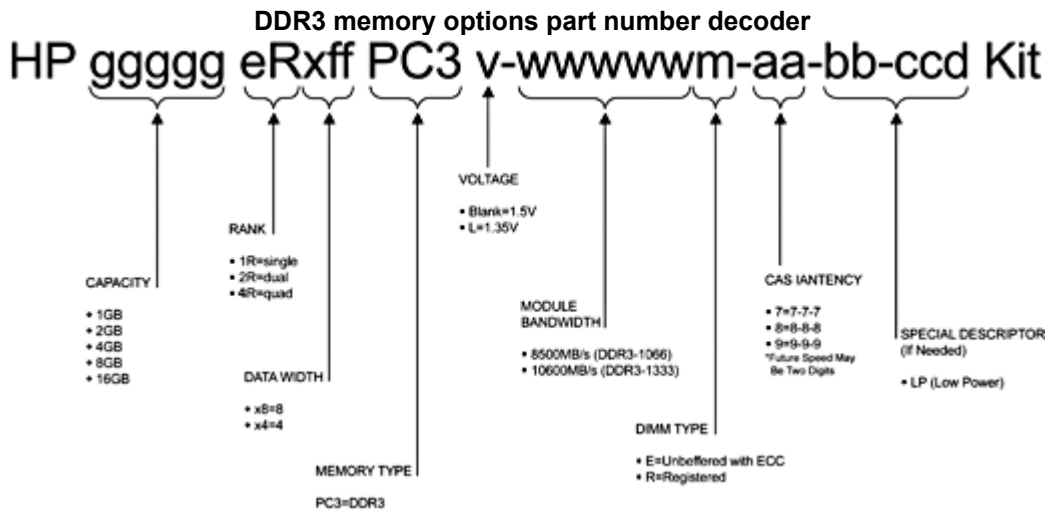 DDR3 memory options part number decoder
HP ggggg eRxff PC3 v-wwwwwm-aa-bb-ccd Kit
VOLTAGE
• Blank=1.5V
• L=1.35V
RANK
• 1R=single
• 2R=dual
• 4R=quad
CAPACITY
• 1GB
• 2GB
• 4GB
• 8GB
• 16GB
CAS IANTENCY
• 7=7-7-7
• 8=8-8-8
• 9=9-9-9
*Future Speed May
Be Two Digits
MODULE
BANDWIDTH
• 8500MB/s (DDR3-1066)
• 10600MB/s (DDR3-1333)
SPECIAL DESCRIPTOR
(If Needed)
• LP (Low Power)
DATA WIDTH
• x8=8
• x4=4
DIMM TYPE
• E=Unbeffered with ECC
• R=Registered
MEMORY TYPE
PC3=DDR3